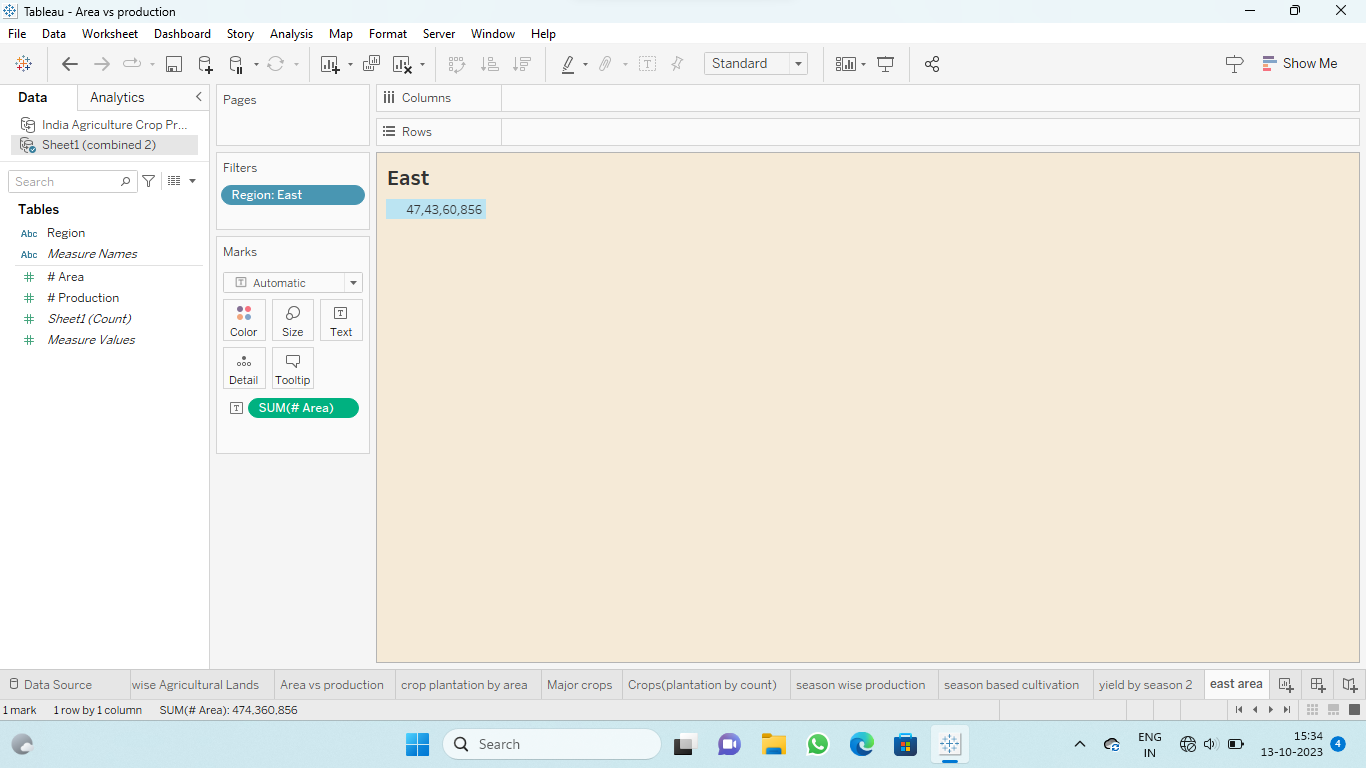 Tableau - Area vs production
File Data Worksheet Dashboard Story Analysis Map Format Server Window Help
Standard
Show Me
Data Analytics
India Agriculture Crop Pr...
Sheet1 (combined 2)
Search
Tables
Abc Region
Abc Measure Names
# Area
# Production
Sheet1 (Count)
Measure Values
Pages
Filters
Region: East
Marks
Automatic
Color Size Text
Detail Tooltip
SUM(# Area)
Columns
Rows
East
47,43,60,856
Data Source wise Agricultural Lands Area vs production crop plantation by area Major crops Crops(plantation by count) season wise production season based cultivation yield by season 2 east area
1 mark 1 row by 1 column SUM(# Area): 474,360,856
Search
ENG
IN
15:34
13-10-2023
4